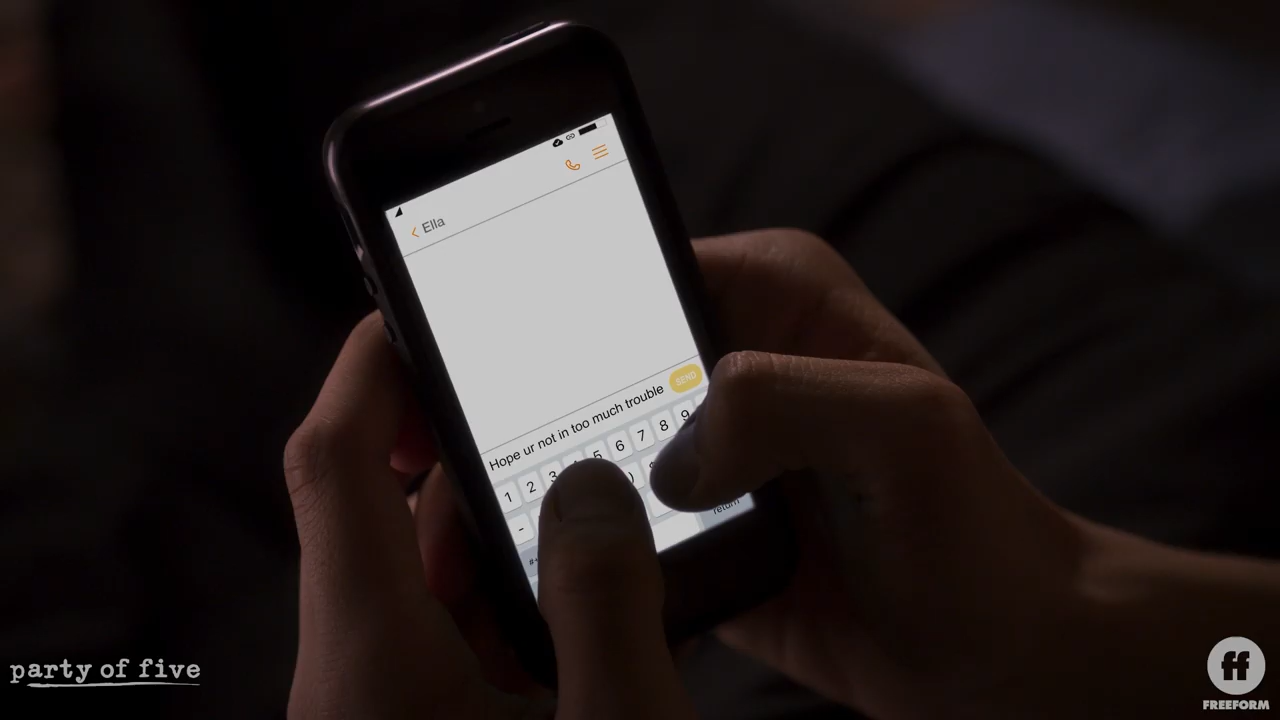 Ella
Hope ur not in too much trouble
SEND
1 2 3 5 6 7 8 9
-
return
party of five
ff
FREEFORM